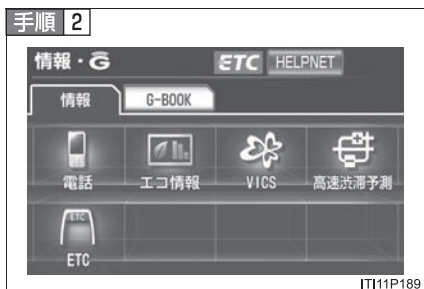 手順 2
情報・G ETC HELPNET
情報 G-BOOK
電話 エコ情報 VICS 高速渋滞予測
ETC
ETC
ITI11P189